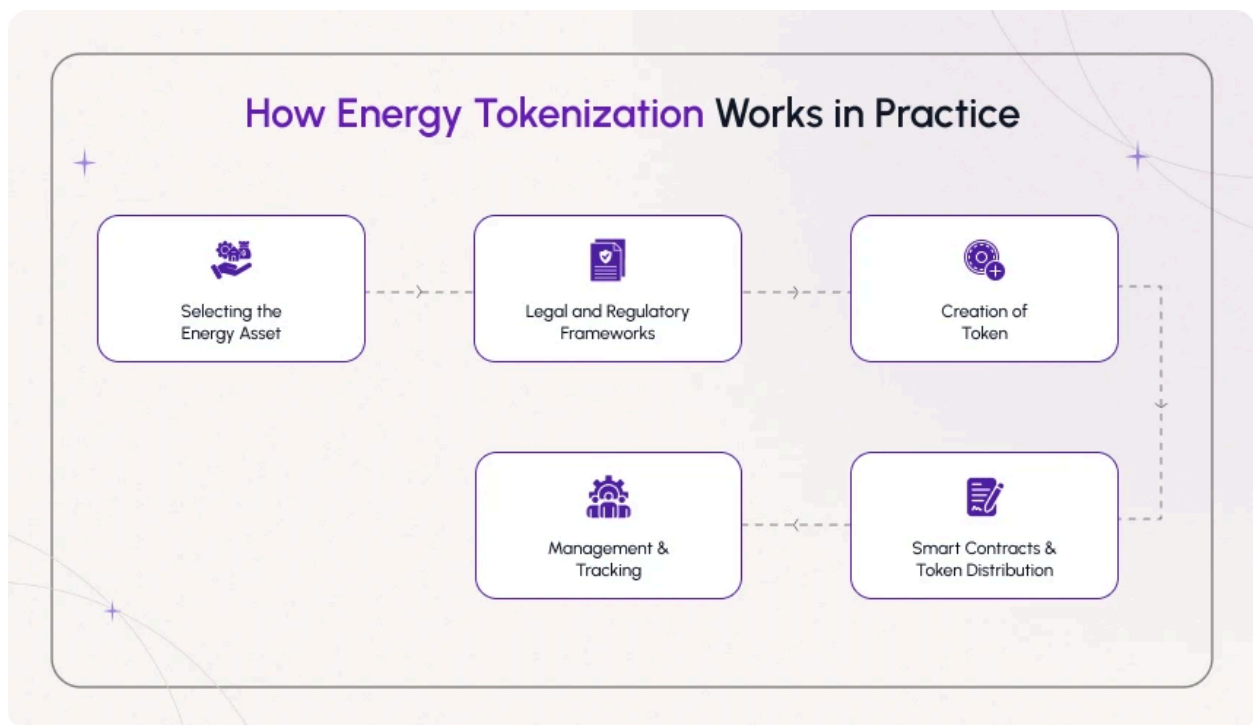 How Energy Tokenization Works in Practice
Selecting the
Energy Asset
Legal and Regulatory
Frameworks
Creation of
Token
Smart Contracts &
Token Distribution
Management &
Tracking